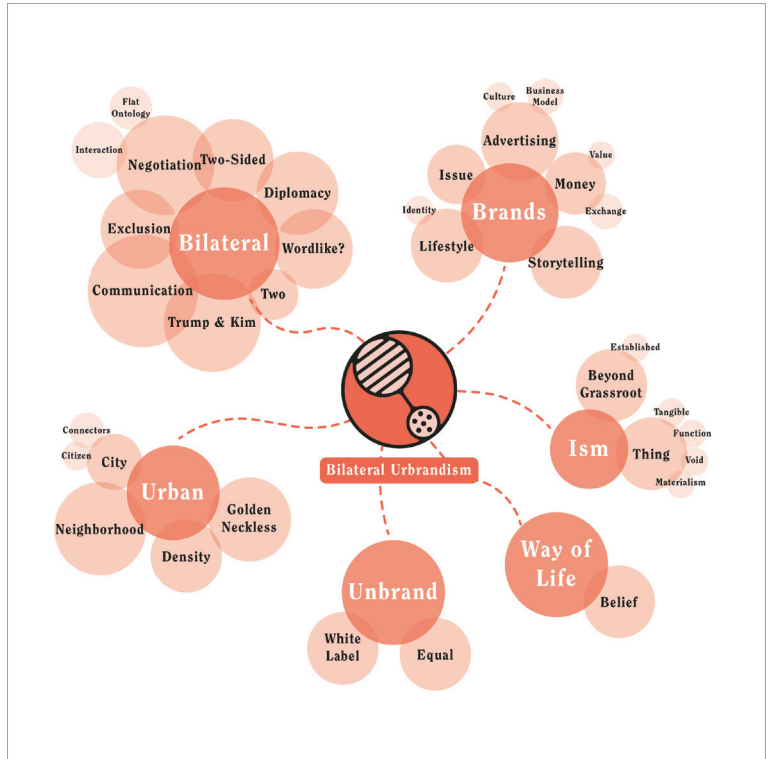 Flat
Ontology
Interaction
Negotiation
Two-Sided
Diplomacy
Exclusion
Bilateral
Wordlike?
Communication
Two
Trump & Kim
Culture
Business
Model
Advertising
Value
Issue
Money
Identity
Brands
Exchange
Lifestyle
Storytelling
Established
Beyond
Grassroot
Tangible
Function
Ism
Thing
Void
Materialism
Bilateral Urbrandism
Connectors
Citizen
City
Urban
Golden
Neckless
Neighborhood
Density
Unbrand
White
Label
Equal
Way of
Life
Belief